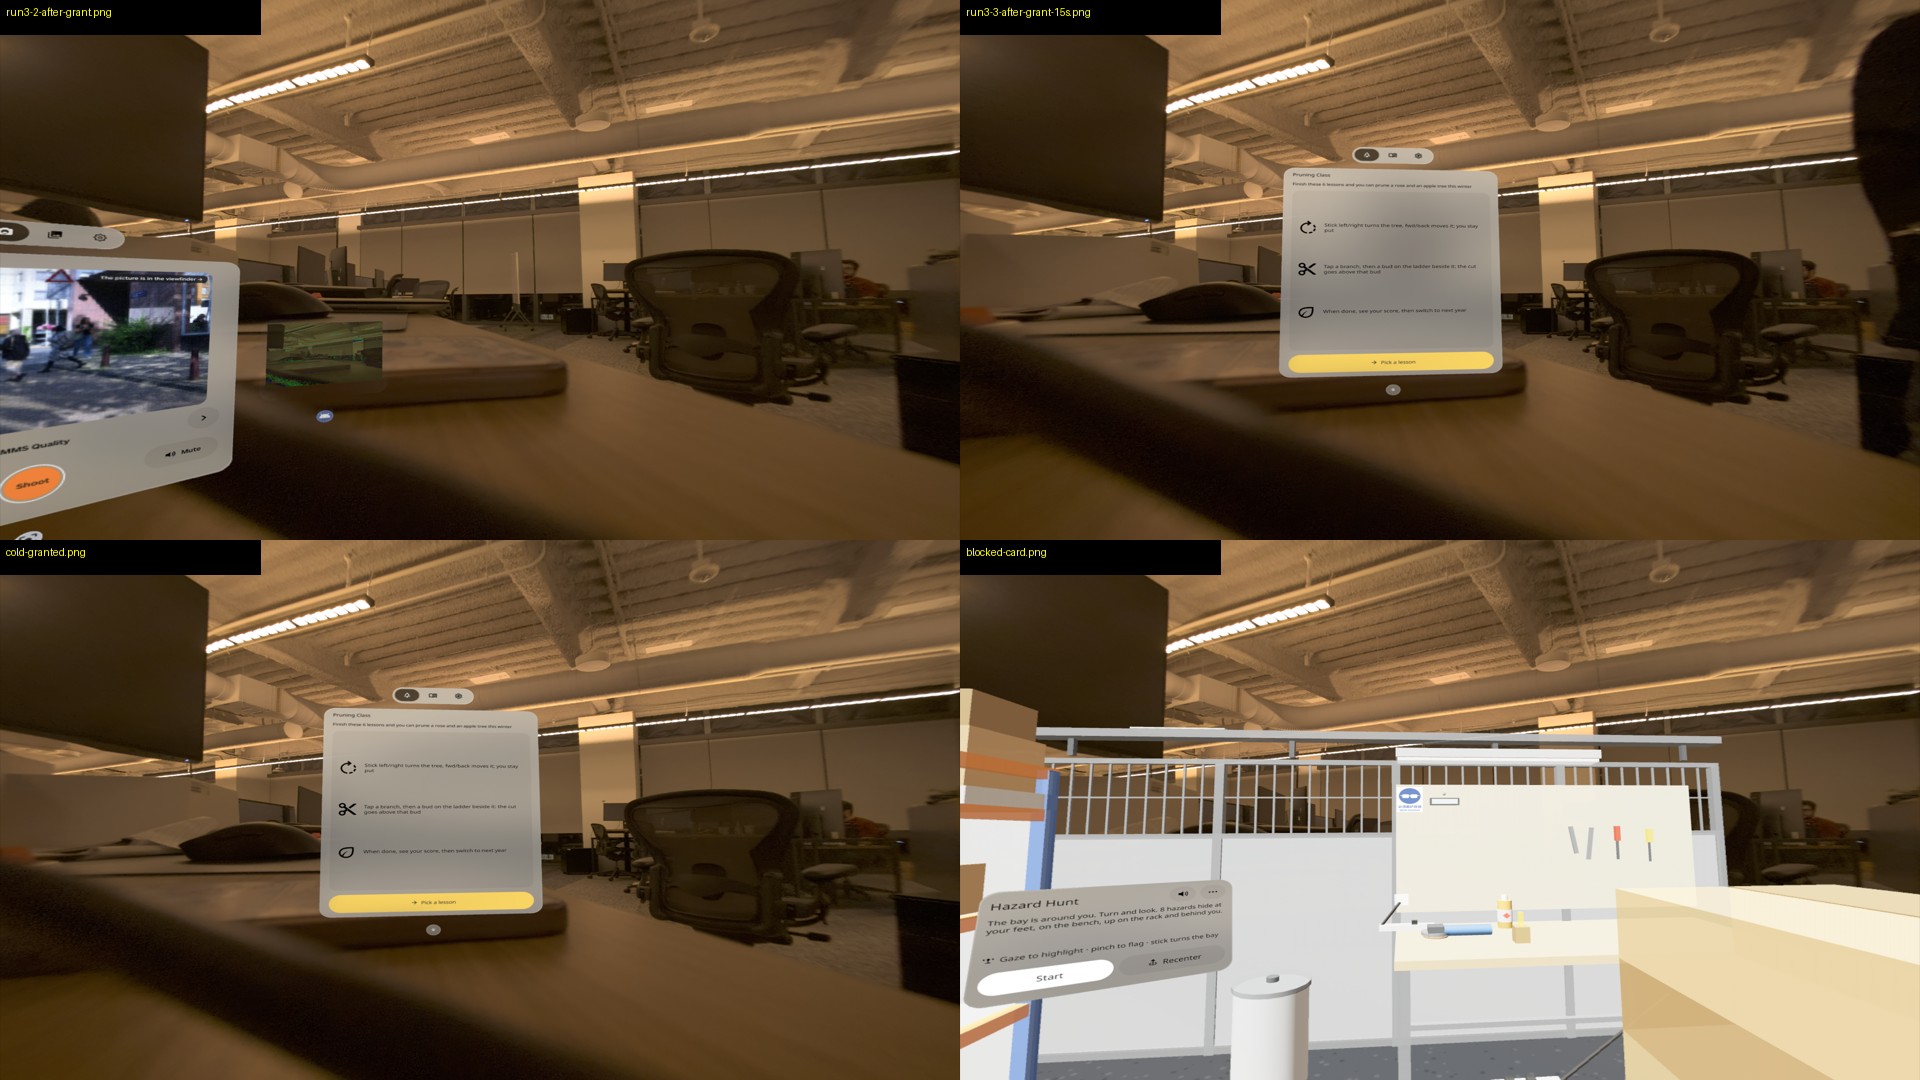 run3-2-after-grant.png
The picture is in the viewfinder →
MMS Quality
Mute
Shoot
run3-3-after-grant-15s.png
Pruning Class
Finish these 8 lessons and you can prune a rose and an apple tree this winter
Stick left/right turns the tree, fwd/back moves it; you stay
put
Tap a branch, then a bud on the ladder beside it: the cut
goes above that bud
When done, see your score, then switch to next year
→ Pick a lesson
cold-granted.png
Pruning Class
Finish these 8 lessons and you can prune a rose and an apple tree this winter
Stick left/right turns the tree, fwd/back moves it; you stay
put
Tap a branch, then a bud on the ladder beside it: the cut
goes above that bud
When done, see your score, then switch to next year
→ Pick a lesson
blocked-card.png
Hazard Hunt
The bay is around you. Turn and look. 8 hazards hide at
your feet, on the bench, up on the rack and behind you.
Gaze to highlight · pinch to flag · stick turns the bay
Start
Recenter